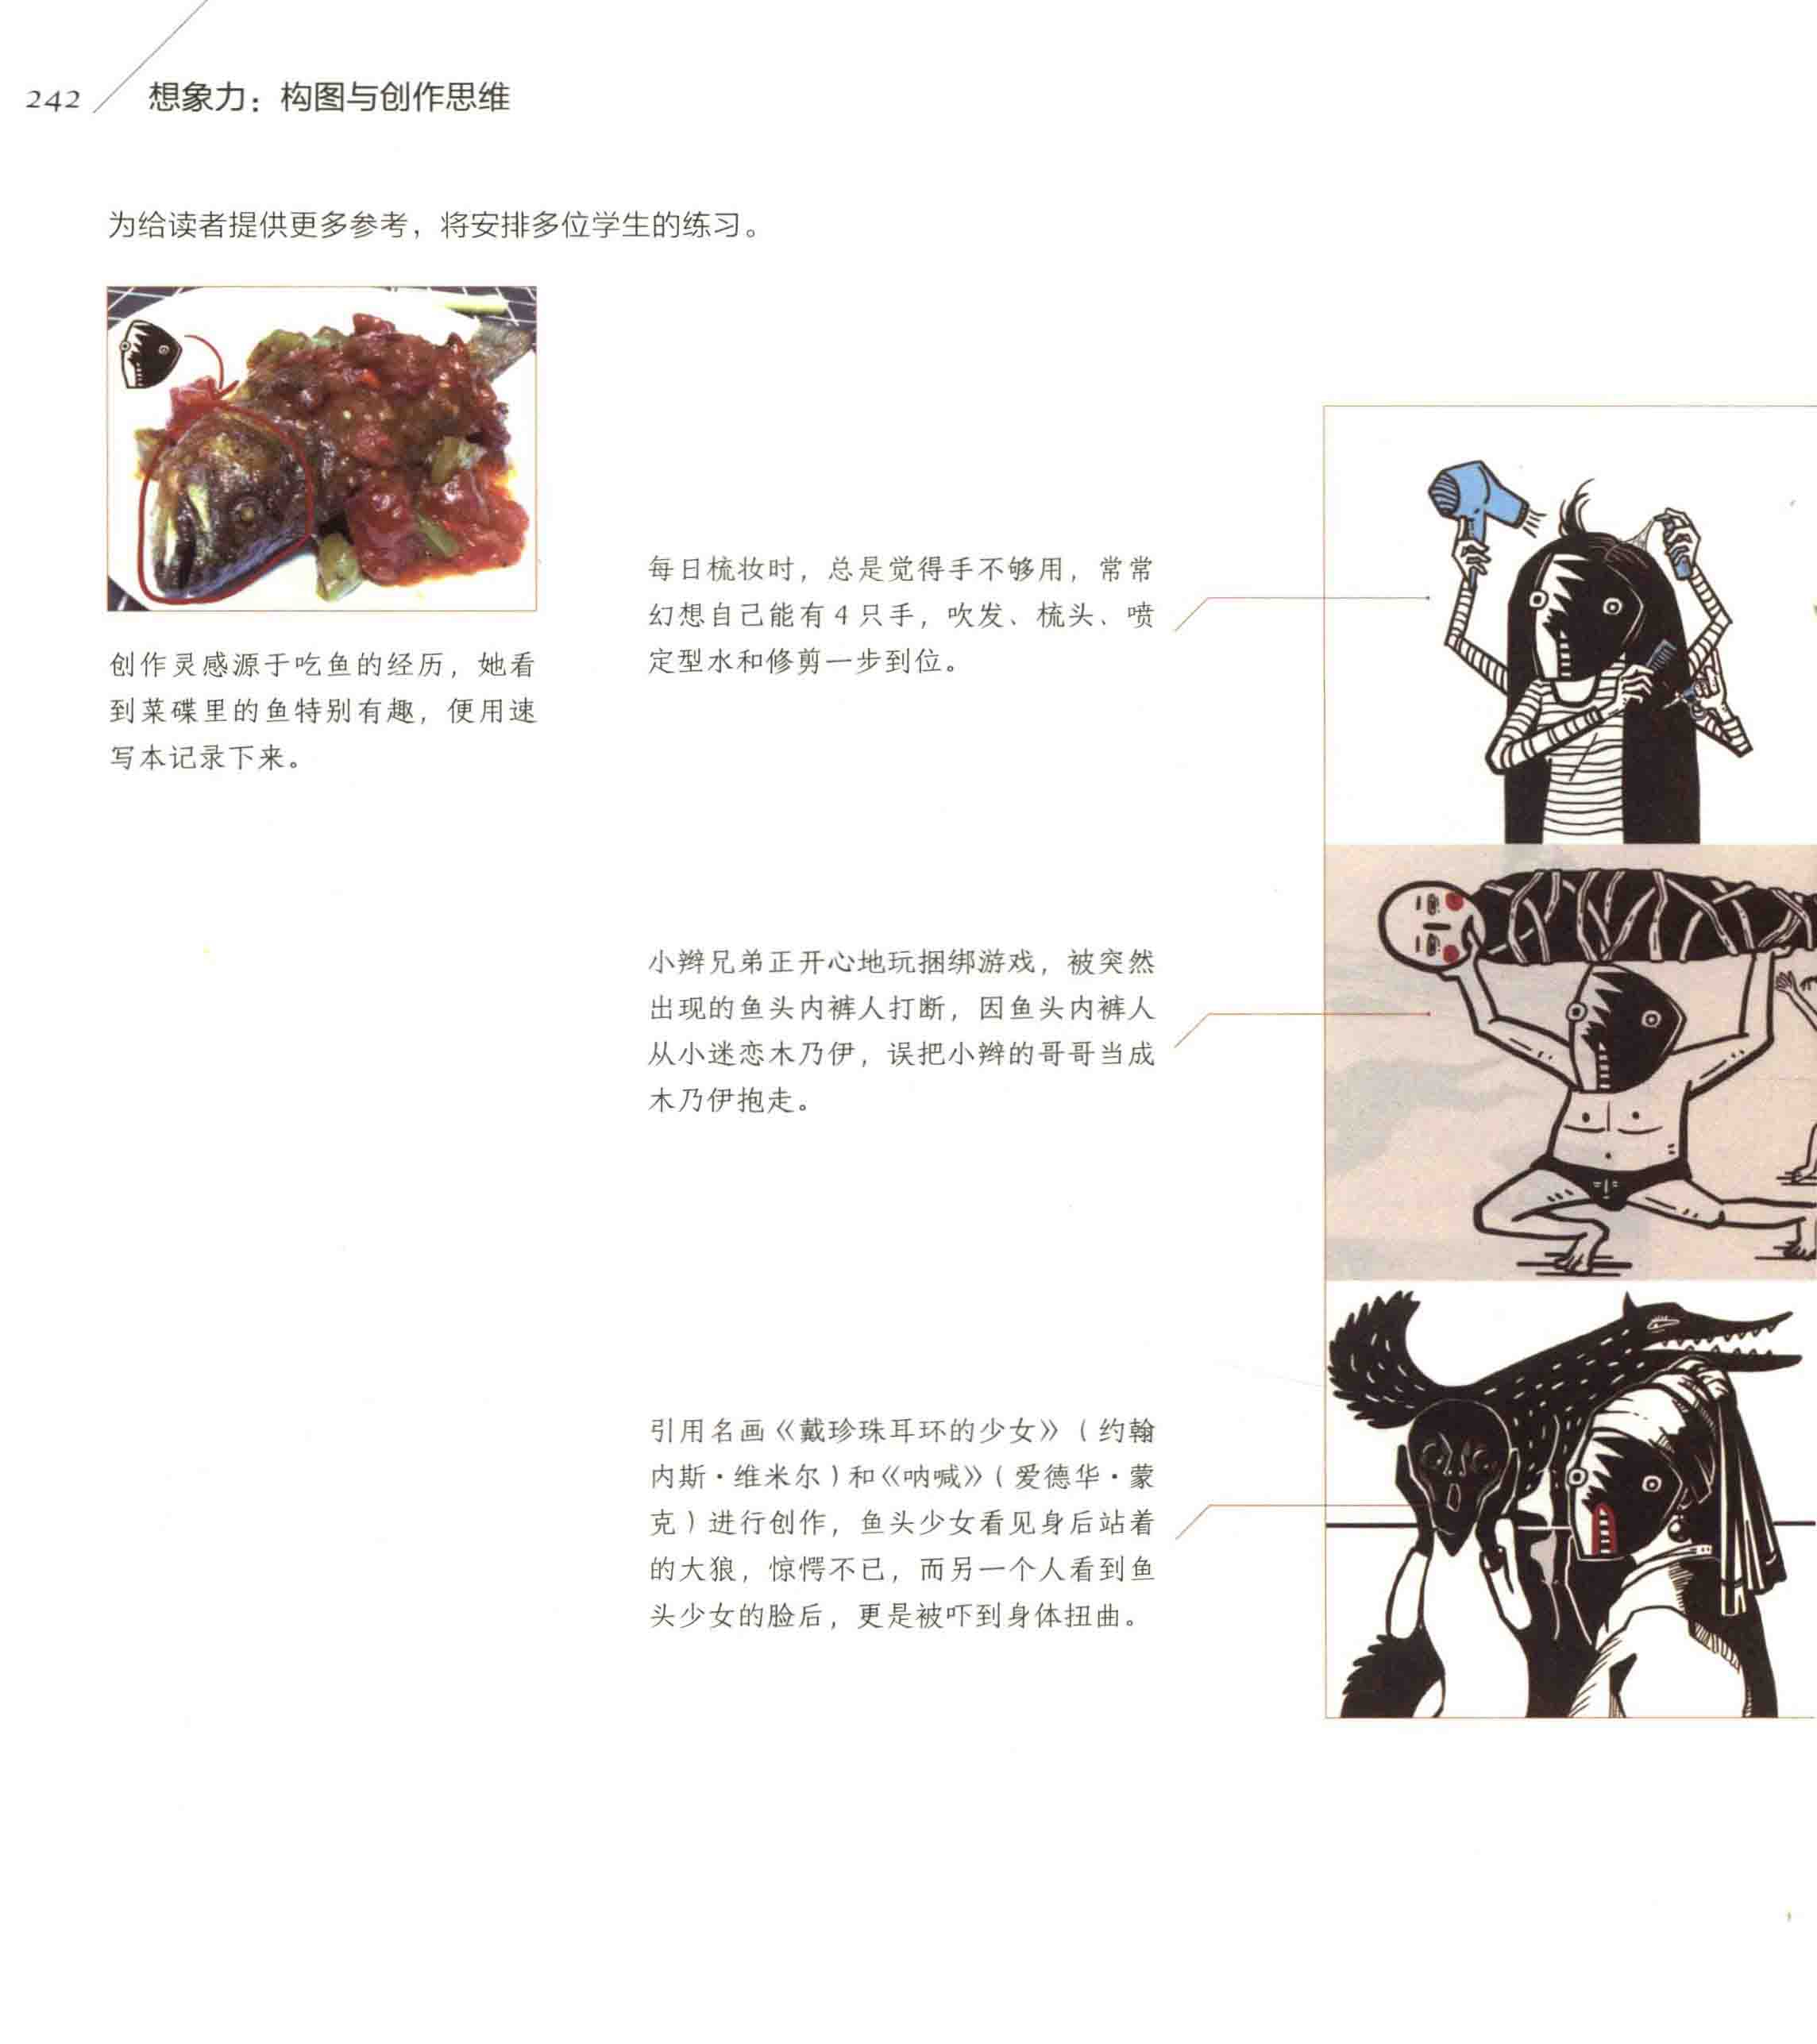 242
想象力：构图与创作思维
为给读者提供更多参考，将安排多位学生的练习。
创作灵感源于吃鱼的经历，她看
到菜碟里的鱼特别有趣，便用速
写本记录下来。
每日梳妆时，总是觉得手不够用，常常
幻想自己能有 4 只手，吹发、梳头、喷
定型水和修剪一步到位。
小辫兄弟正开心地玩捆绑游戏，被突然
出现的鱼头内裤人打断，因鱼头内裤人
从小迷恋木乃伊，误把小辫的哥哥当成
木乃伊抱走。
引用名画《戴珍珠耳环的少女》（约翰
内斯·维米尔）和《呐喊》（爱德华·蒙
克）进行创作，鱼头少女看见身后站着
的大狼，惊愕不已，而另一个人看到鱼
头少女的脸后，更是被吓到身体扭曲。